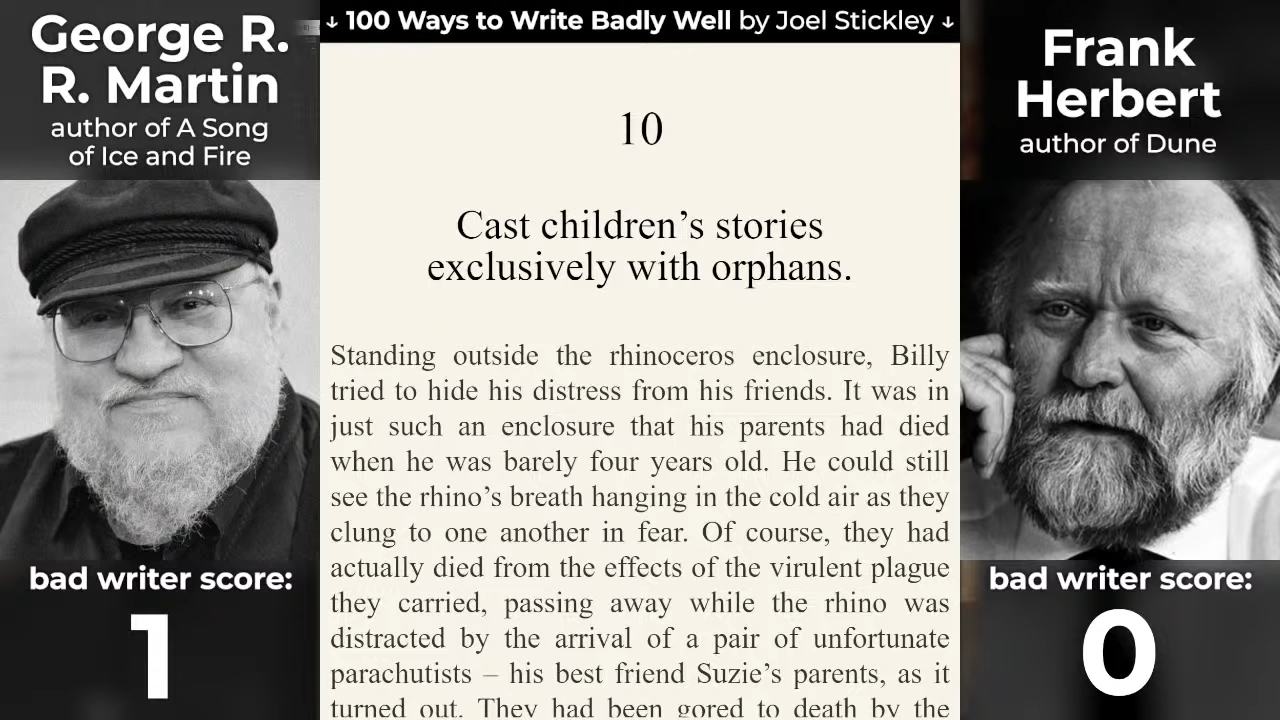 George R.
R. Martin
author of A Song
of Ice and Fire
bad writer score:
1
↓ 100 Ways to Write Badly Well by Joel Stickley ↓
10
Cast children’s stories
exclusively with orphans.
Standing outside the rhinoceros enclosure, Billy
tried to hide his distress from his friends. It was in
just such an enclosure that his parents had died
when he was barely four years old. He could still
see the rhino’s breath hanging in the cold air as they
clung to one another in fear. Of course, they had
actually died from the effects of the virulent plague
they carried, passing away while the rhino was
distracted by the arrival of a pair of unfortunate
parachutists – his best friend Suzie’s parents, as it
turned out. They had been gored to death by the
Frank
Herbert
author of Dune
bad writer score:
0